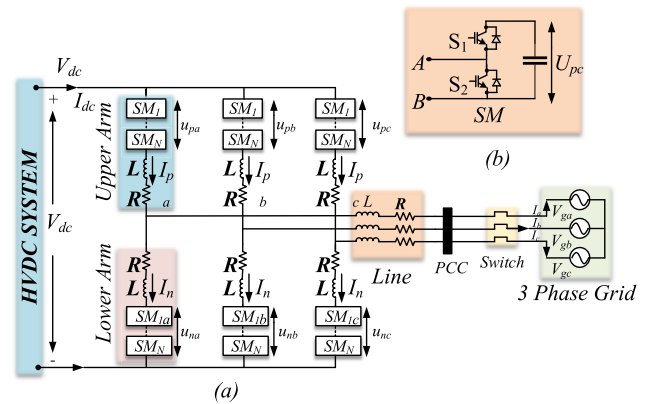 V_dc
I_dc
+
V_dc
-
HVDC SYSTEM
Upper Arm
SM_1
SM_N
u_pa
L I_p
R a
SM_1
SM_N
u_pb
L I_p
R b
SM_1
SM_N
u_pc
L I_p
R c
Lower Arm
R
L I_n
SM_1a
SM_N
u_na
R
L I_n
SM_1b
SM_N
u_nb
R
L I_n
SM_1c
SM_N
u_nc
(a)
L R
Line
PCC
Switch
I_a
I_b
I_c
V_ga
V_gb
V_gc
3 Phase Grid
S_1
A
S_2
B
SM
U_pc
(b)